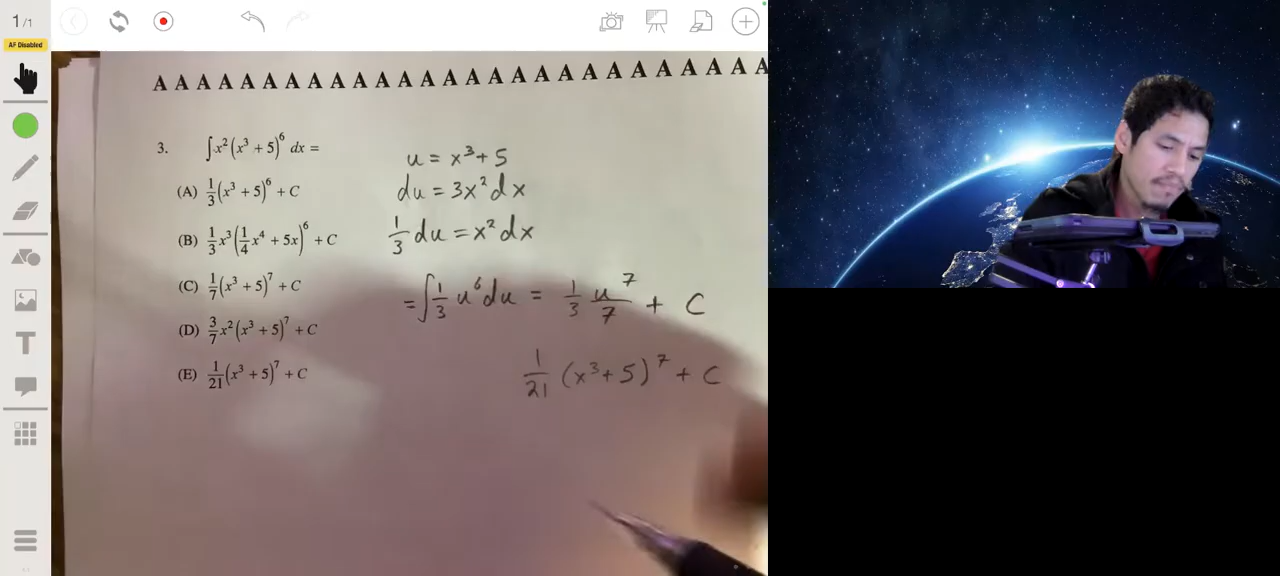 1/1
AF Disabled
A A A A A A A A A A A A A A A A A A A A A A A A A A A A
3. ∫x²(x³ + 5)⁶ dx =
(A) 1/3(x³ + 5)⁶ + C
(B) 1/3x³(1/4x⁴ + 5x)⁶ + C
(C) 1/7(x³ + 5)⁷ + C
(D) 3/7x²(x³ + 5)⁷ + C
(E) 1/21(x³ + 5)⁷ + C
u = x³ + 5
du = 3x² dx
1/3 du = x² dx
= ∫ 1/3 u⁶ du = 1/3 u⁷/7 + C
1/21 (x³ + 5)⁷ + C
T